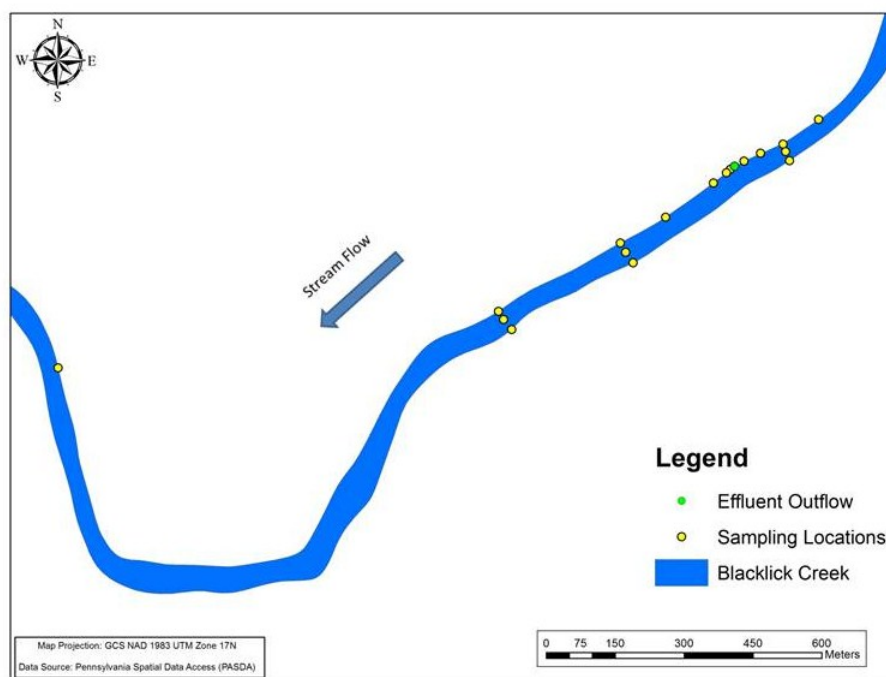 N
W E
S
Stream Flow
Legend
Effluent Outflow
Sampling Locations
Blacklick Creek
Map Projection: GCS NAD 1983 UTM Zone 17N
Data Source: Pennsylvania Spatial Data Access (PASDA)
0 75 150 300 450 600
Meters